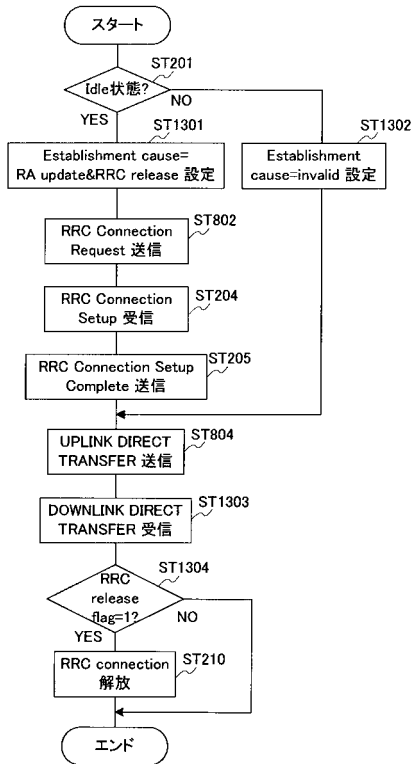 スタート
ST201
Idle状態?
NO
YES
ST1301
Establishment cause=
RA update&RRC release 設定
ST1302
Establishment
cause=invalid 設定
ST802
RRC Connection
Request 送信
ST204
RRC Connection
Setup 受信
ST205
RRC Connection Setup
Complete 送信
ST804
UPLINK DIRECT
TRANSFER 送信
ST1303
DOWNLINK DIRECT
TRANSFER 受信
ST1304
RRC
release
flag=1?
NO
YES
ST210
RRC connection
解放
エンド